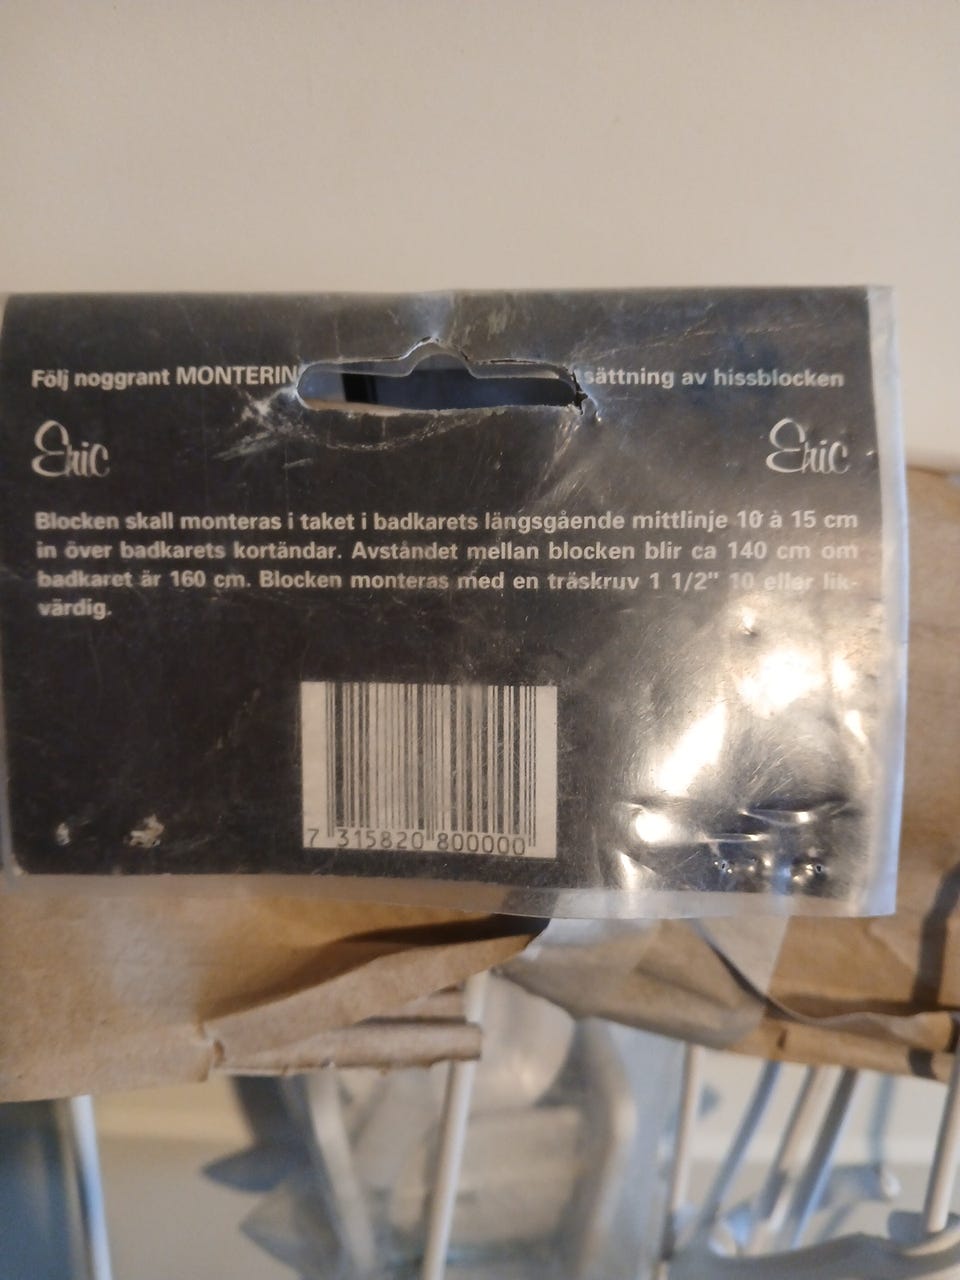 Följ noggrant MONTERIN sättning av hissblocken
Eric Eric
Blocken skall monteras i taket i badkarets längsgående mittlinje 10 à 15 cm
in över badkarets kortändar. Avståndet mellan blocken blir ca 140 cm om
badkaret är 160 cm. Blocken monteras med en träskruv 1 1/2" 10 eller lik-
värdig.
7 315820 800000